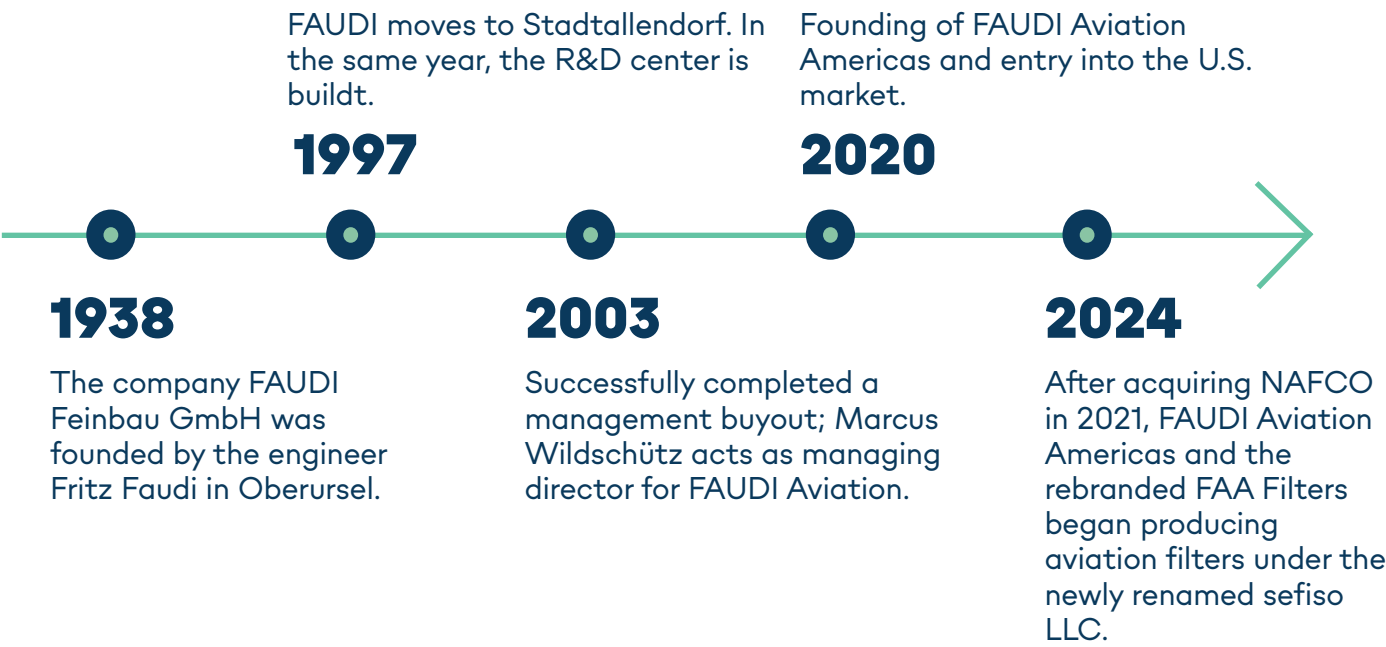 FAUDI moves to Stadtallendorf. In
the same year, the R&D center is
buildt.
1997
Founding of FAUDI Aviation
Americas and entry into the U.S.
market.
2020
1938
The company FAUDI
Feinbau GmbH was
founded by the engineer
Fritz Faudi in Oberursel.
2003
Successfully completed a
management buyout; Marcus
Wildschütz acts as managing
director for FAUDI Aviation.
2024
After acquiring NAFCO
in 2021, FAUDI Aviation
Americas and the
rebranded FAA Filters
began producing
aviation filters under the
newly renamed sefiso
LLC.